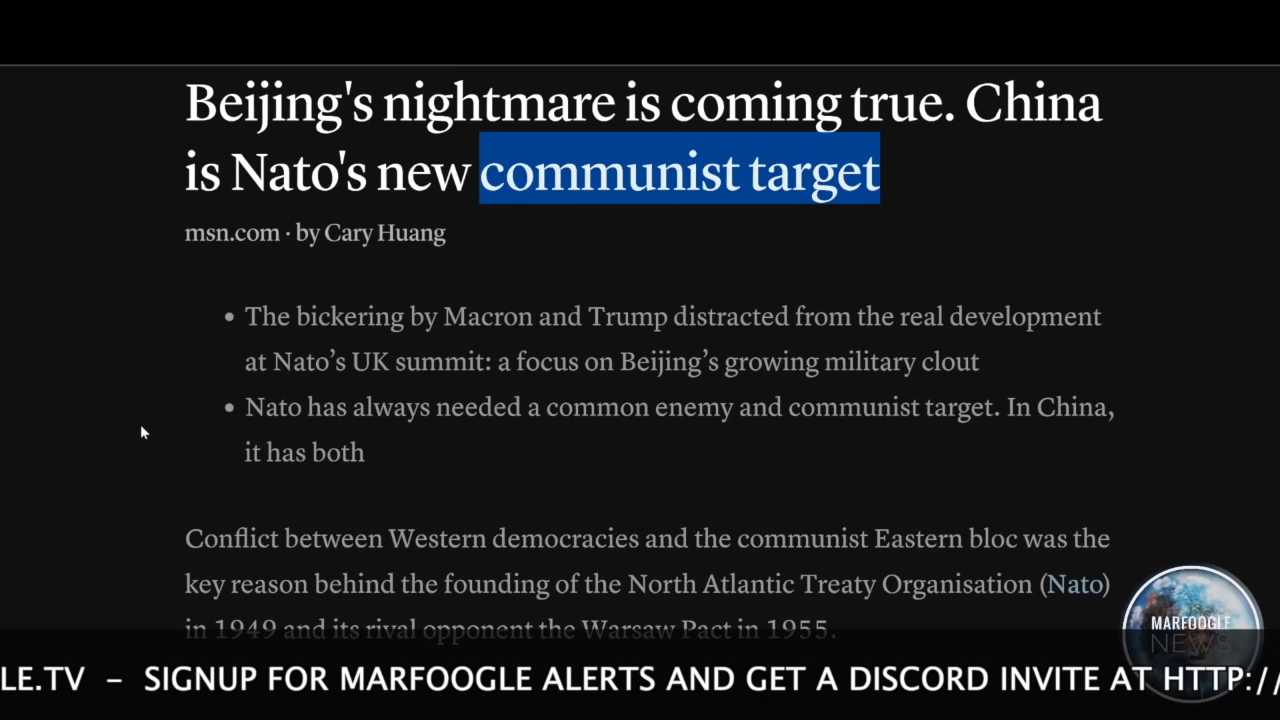 Beijing's nightmare is coming true. China
is Nato's new communist target
msn.com · by Cary Huang
• The bickering by Macron and Trump distracted from the real development
at Nato’s UK summit: a focus on Beijing’s growing military clout
• Nato has always needed a common enemy and communist target. In China,
it has both
Conflict between Western democracies and the communist Eastern bloc was the
key reason behind the founding of the North Atlantic Treaty Organisation (Nato)
in 1949 and its rival opponent the Warsaw Pact in 1955.
MARFOOGLE
NEWS
LE.TV – SIGNUP FOR MARFOOGLE ALERTS AND GET A DISCORD INVITE AT HTTP://